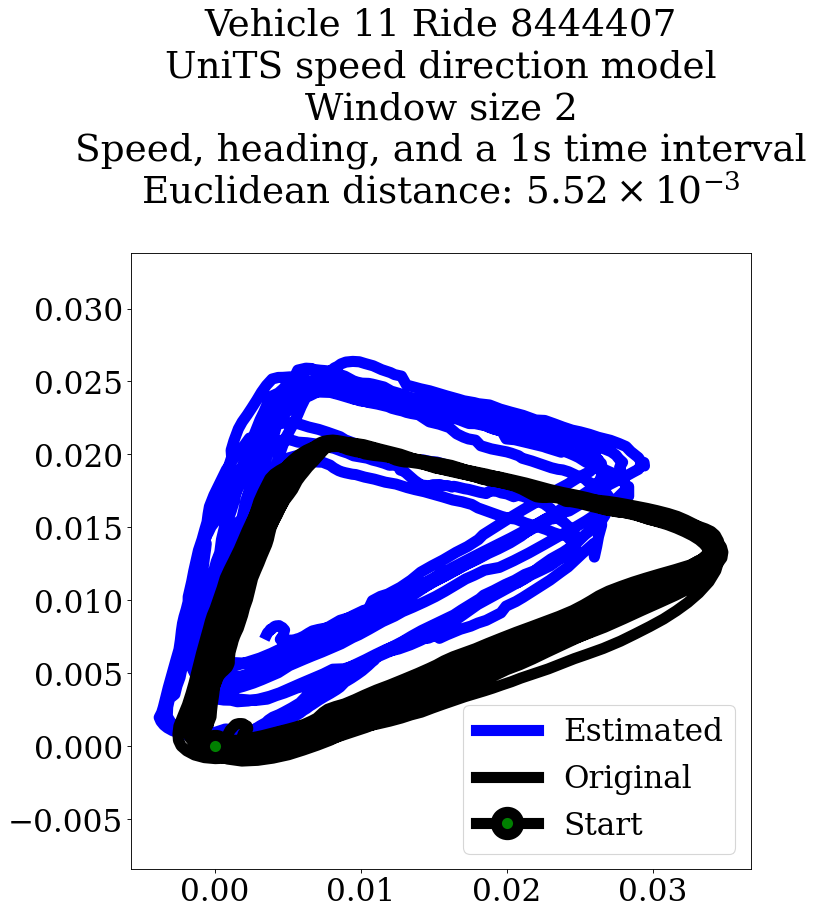 Vehicle 11 Ride 8444407
UniTS speed direction model
Window size 2
Speed, heading, and a 1s time interval
Euclidean distance: 5.52 × 10⁻³
0.030
0.025
0.020
0.015
0.010
0.005
0.000
−0.005
Estimated
Original
Start
0.00 0.01 0.02 0.03